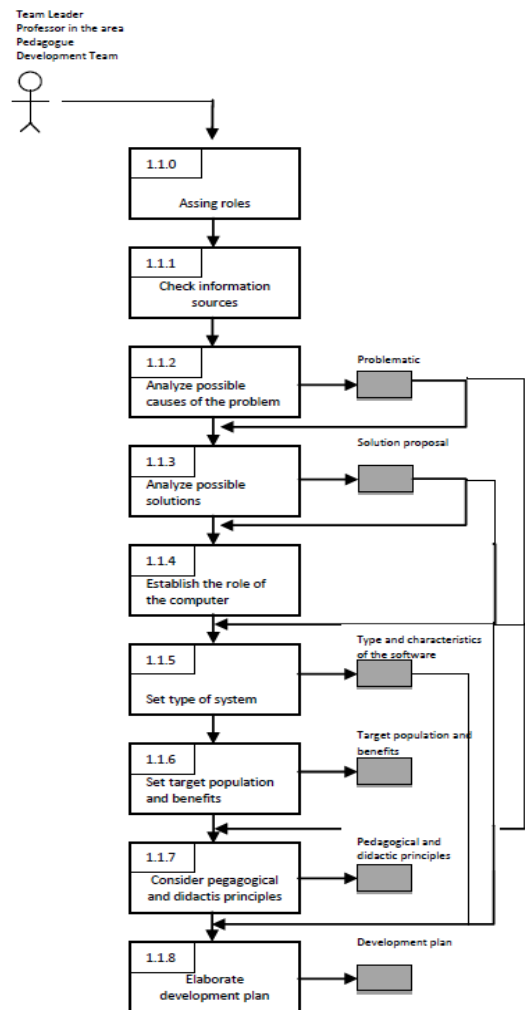 Team Leader
Professor in the area
Pedagogue
Development Team
1.1.0
Assing roles
1.1.1
Check information
sources
1.1.2
Analyze possible
causes of the problem
Problematic
1.1.3
Analyze possible
solutions
Solution proposal
1.1.4
Establish the role of
the computer
1.1.5
Set type of system
Type and characteristics
of the software
1.1.6
Set target population
and benefits
Target population and
benefits
1.1.7
Consider pegagogical
and didactis principles
Pedagogical and
didactic principles
1.1.8
Elaborate
development plan
Development plan